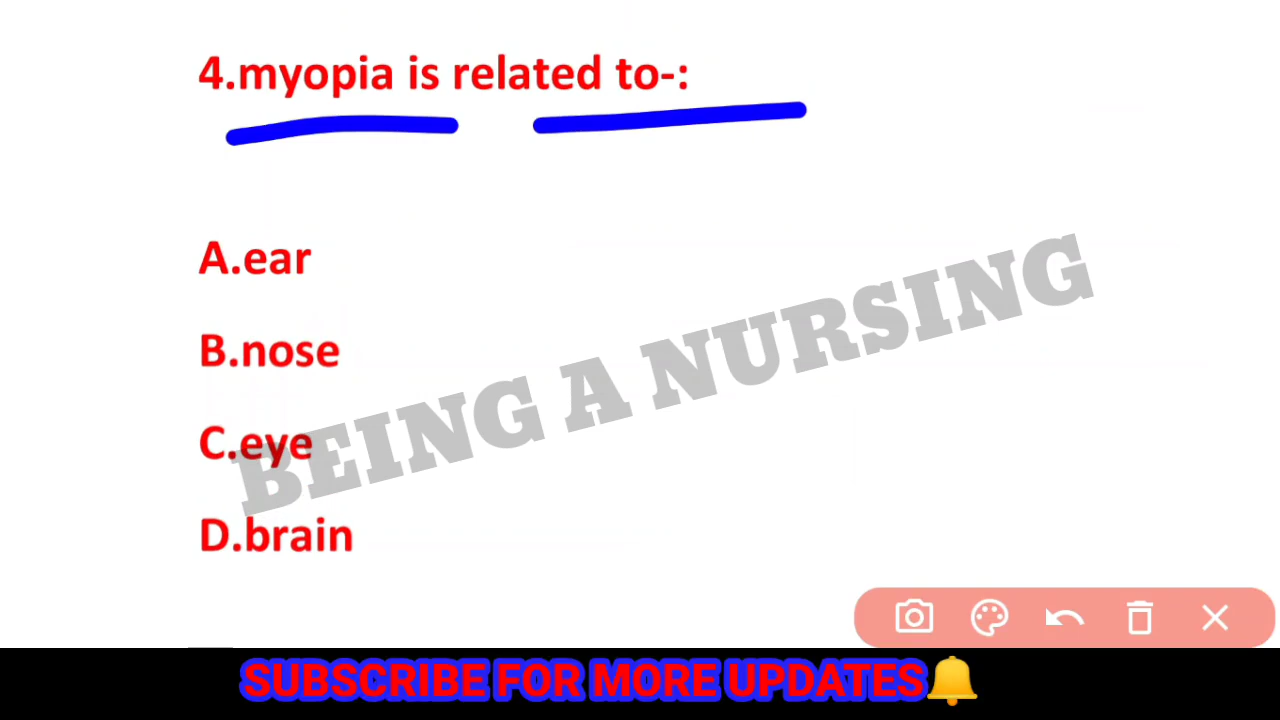 4.myopia is related to-:
A.ear
B.nose
C.eye
D.brain
BEING A NURSING
SUBSCRIBE FOR MORE UPDATES🔔